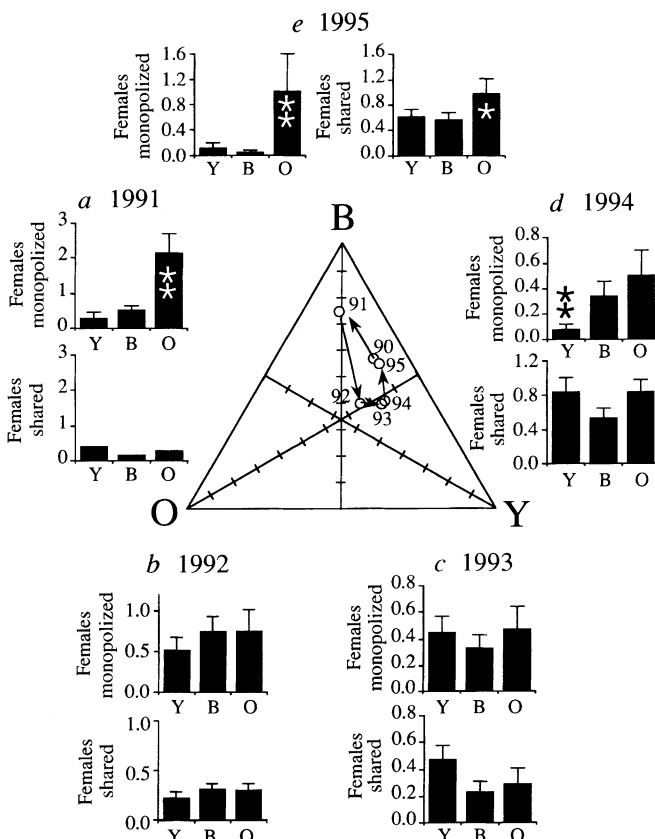 e 1995
Females monopolized
1.6
1.2
0.8
0.4
0.0
Y B O
Females shared
1.6
1.2
0.8
0.4
0.0
Y B O
a 1991
Females monopolized
3
2
1
0
Y B O
Females shared
3
2
1
0
Y B O
B
91
90
95
92
94
93
O
Y
d 1994
Females monopolized
0.8
0.6
0.4
0.2
0.0
Y B O
Females shared
1.2
0.8
0.4
0.0
Y B O
b 1992
Females monopolized
1.0
0.5
0.0
Y B O
Females shared
1.0
0.5
0.0
Y B O
c 1993
Females monopolized
0.8
0.6
0.4
0.2
0.0
Y B O
Females shared
0.8
0.6
0.4
0.2
0.0
Y B O